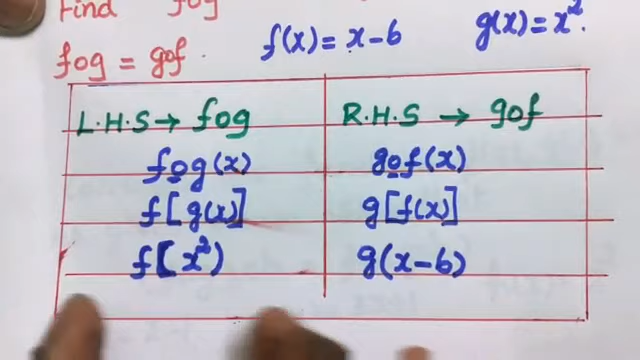 Find fog
f(x) = x-6
g(x) = x².
fog = gof.
L.H.S → fog
R.H.S → gof
fog(x)
gof(x)
f[g(x)]
g[f(x)]
f[x²)
g(x-6)